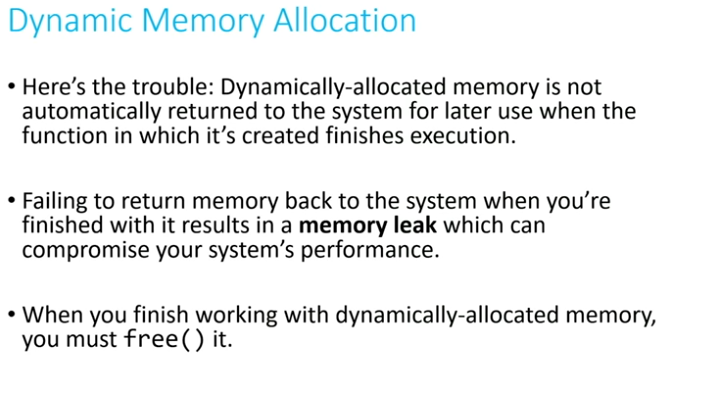 Dynamic Memory Allocation
• Here’s the trouble: Dynamically-allocated memory is not
automatically returned to the system for later use when the
function in which it’s created finishes execution.
• Failing to return memory back to the system when you’re
finished with it results in a memory leak which can
compromise your system’s performance.
• When you finish working with dynamically-allocated memory,
you must free() it.